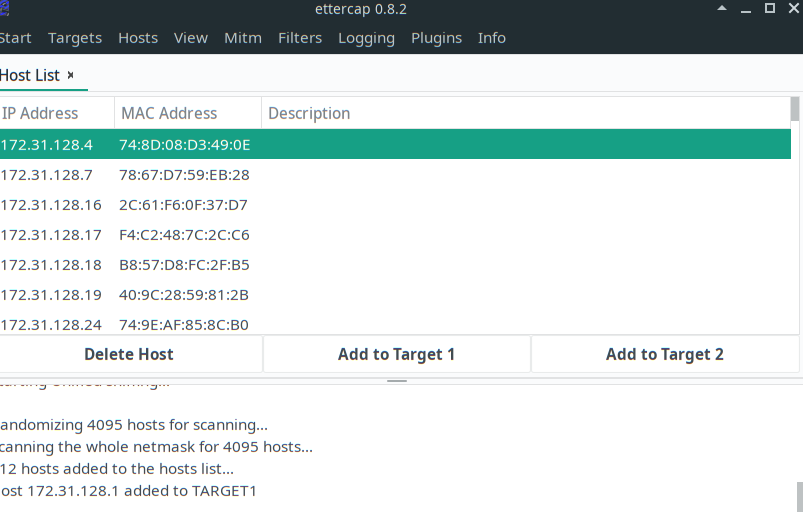 ettercap 0.8.2
Start Targets Hosts View Mitm Filters Logging Plugins Info
Host List ×
IP Address MAC Address Description
172.31.128.4 74:8D:08:D3:49:0E
172.31.128.7 78:67:D7:59:EB:28
172.31.128.16 2C:61:F6:0F:37:D7
172.31.128.17 F4:C2:48:7C:2C:C6
172.31.128.18 B8:57:D8:FC:2F:B5
172.31.128.19 40:9C:28:59:81:2B
172.31.128.24 74:9E:AF:85:8C:B0
Delete Host Add to Target 1 Add to Target 2
andomizing 4095 hosts for scanning...
canning the whole netmask for 4095 hosts...
12 hosts added to the hosts list...
ost 172.31.128.1 added to TARGET1